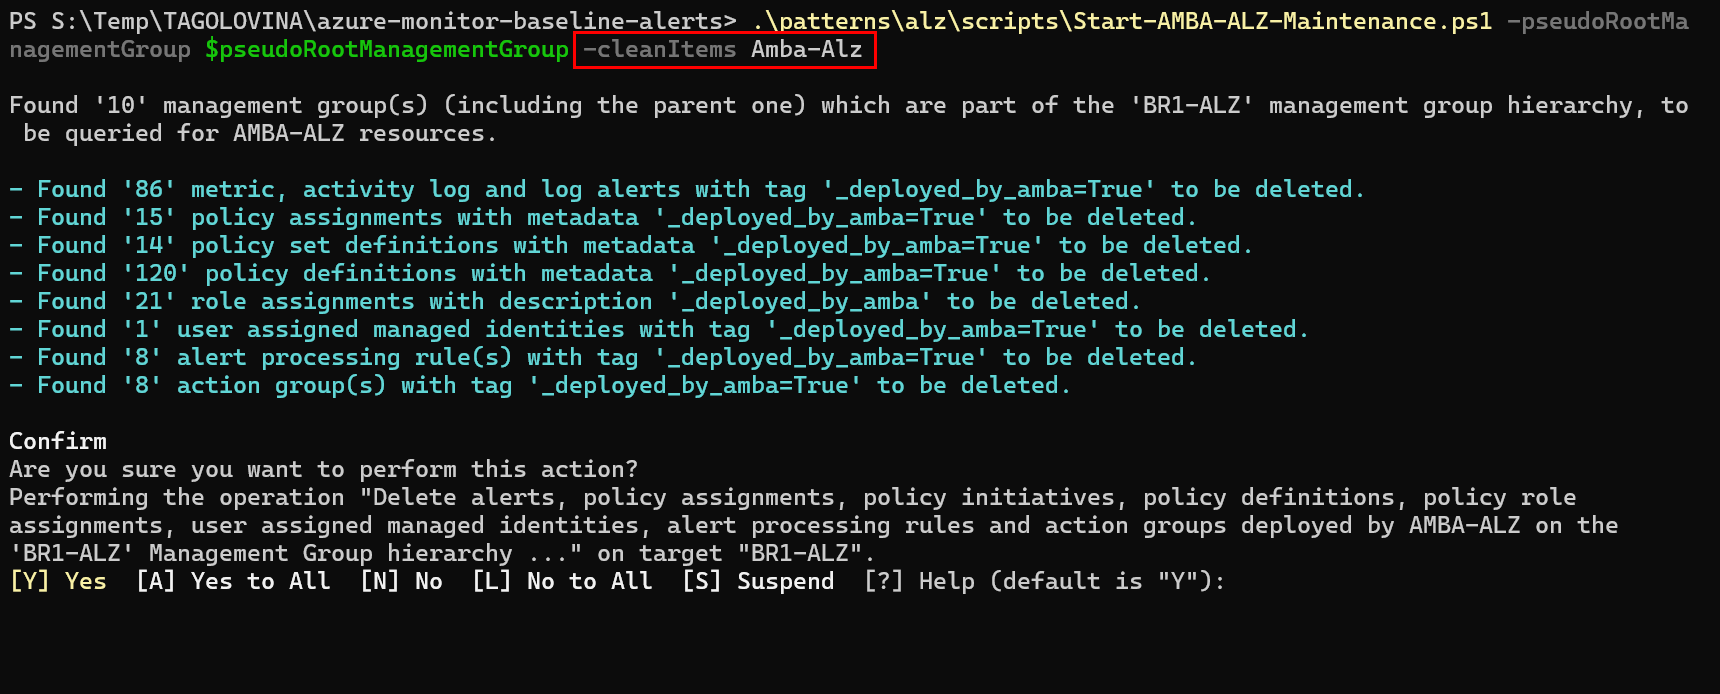 PS S:\Temp\TAGOLOVINA\azure-monitor-baseline-alerts> .\patterns\alz\scripts\Start-AMBA-ALZ-Maintenance.ps1 -pseudoRootMa
nagementGroup $pseudoRootManagementGroup -cleanItems Amba-Alz
Found '10' management group(s) (including the parent one) which are part of the 'BR1-ALZ' management group hierarchy, to
be queried for AMBA-ALZ resources.
- Found '86' metric, activity log and log alerts with tag '_deployed_by_amba=True' to be deleted.
- Found '15' policy assignments with metadata '_deployed_by_amba=True' to be deleted.
- Found '14' policy set definitions with metadata '_deployed_by_amba=True' to be deleted.
- Found '120' policy definitions with metadata '_deployed_by_amba=True' to be deleted.
- Found '21' role assignments with description '_deployed_by_amba' to be deleted.
- Found '1' user assigned managed identities with tag '_deployed_by_amba=True' to be deleted.
- Found '8' alert processing rule(s) with tag '_deployed_by_amba=True' to be deleted.
- Found '8' action group(s) with tag '_deployed_by_amba=True' to be deleted.
Confirm
Are you sure you want to perform this action?
Performing the operation "Delete alerts, policy assignments, policy initiatives, policy definitions, policy role
assignments, user assigned managed identities, alert processing rules and action groups deployed by AMBA-ALZ on the
'BR1-ALZ' Management Group hierarchy ..." on target "BR1-ALZ".
[Y] Yes  [A] Yes to All  [N] No  [L] No to All  [S] Suspend  [?] Help (default is "Y"):